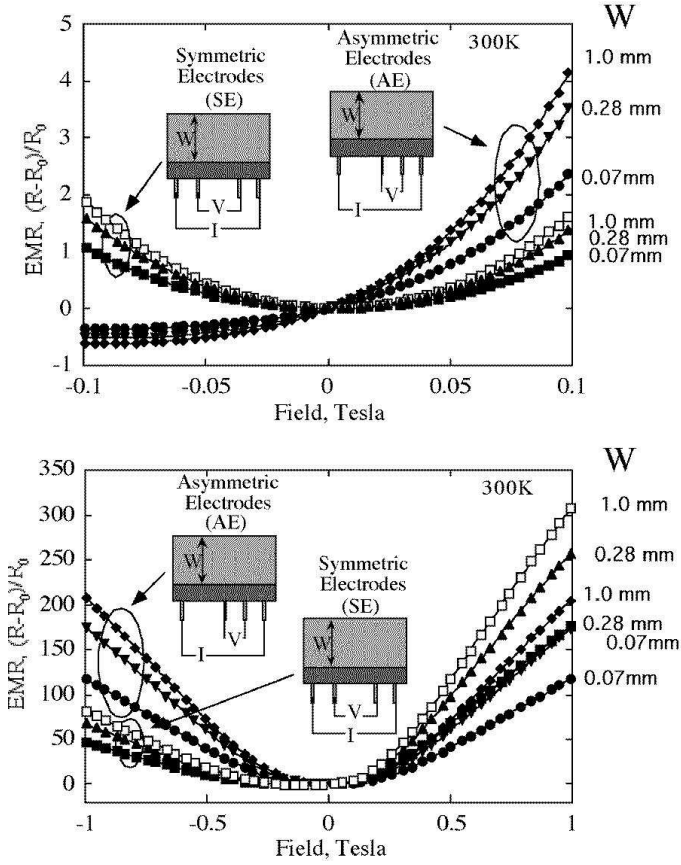 W
5
4
3
2
1
0
-1
EMR, (R-R₀)/R₀
Symmetric
Electrodes
(SE)
W
V
I
Asymmetric
Electrodes
(AE)
W
V
I
300K
1.0 mm
0.28 mm
0.07mm
1.0 mm
0.28 mm
0.07mm
-0.1
-0.05
0
0.05
0.1
Field, Tesla
W
350
300
250
200
150
100
50
0
EMR, (R-R₀)/R₀
Asymmetric
Electrodes
(AE)
W
V
I
Symmetric
Electrodes
(SE)
W
V
I
300K
1.0 mm
0.28 mm
1.0 mm
0.28 mm
0.07mm
0.07mm
-1
-0.5
0
0.5
1
Field, Tesla